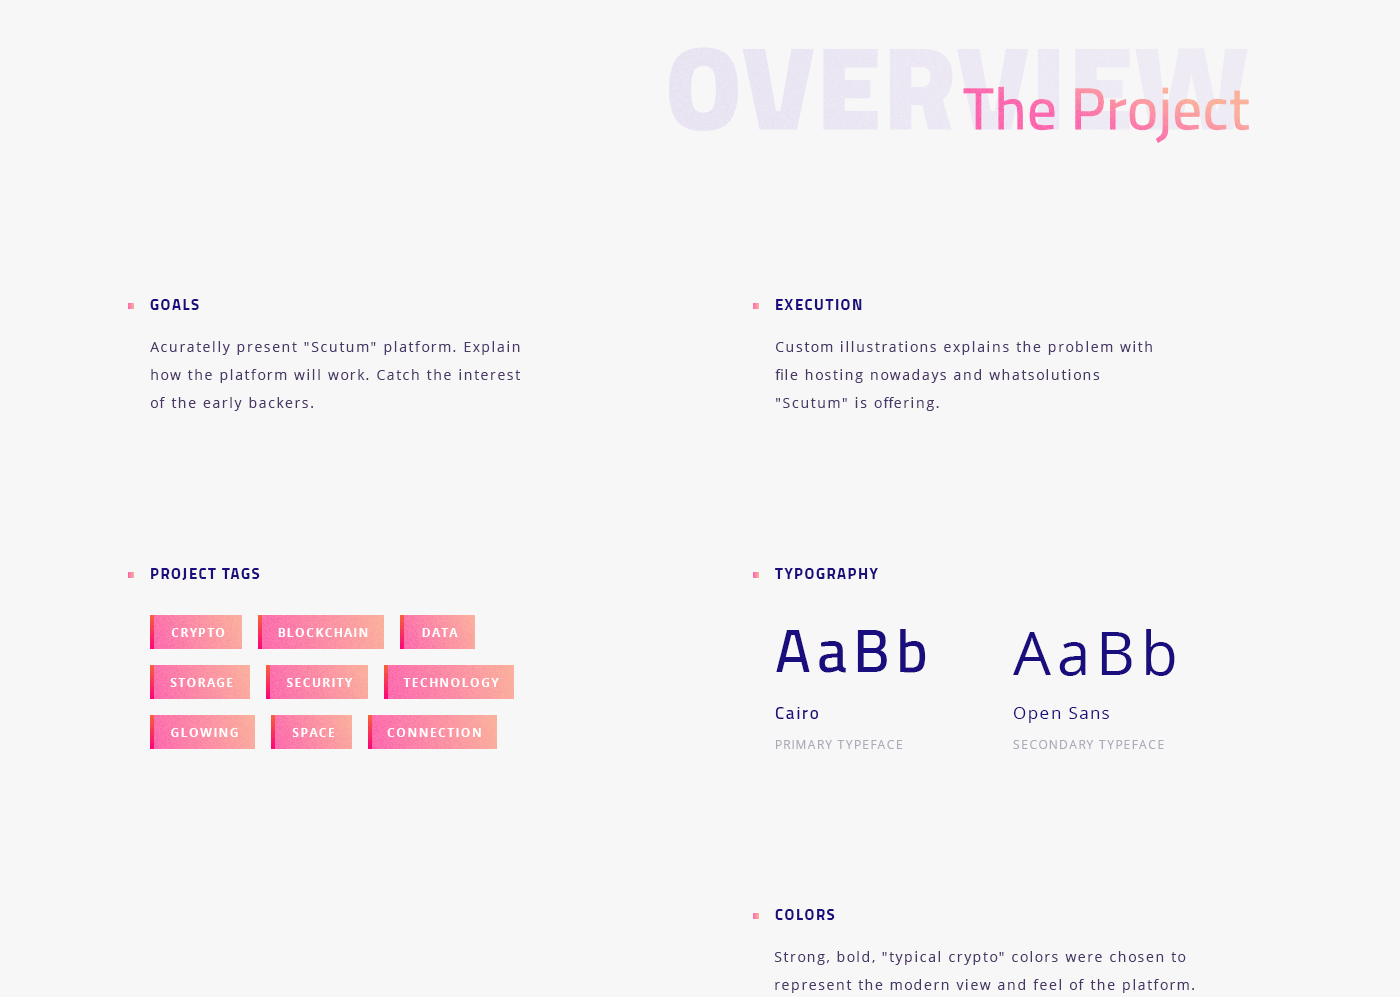 OVERVIEW
The Project
GOALS
Acuratelly present "Scutum" platform. Explain
how the platform will work. Catch the interest
of the early backers.
EXECUTION
Custom illustrations explains the problem with
file hosting nowadays and whatsolutions
"Scutum" is offering.
PROJECT TAGS
CRYPTO BLOCKCHAIN DATA
STORAGE SECURITY TECHNOLOGY
GLOWING SPACE CONNECTION
TYPOGRAPHY
AaBb AaBb
Cairo Open Sans
PRIMARY TYPEFACE SECONDARY TYPEFACE
COLORS
Strong, bold, "typical crypto" colors were chosen to
represent the modern view and feel of the platform.